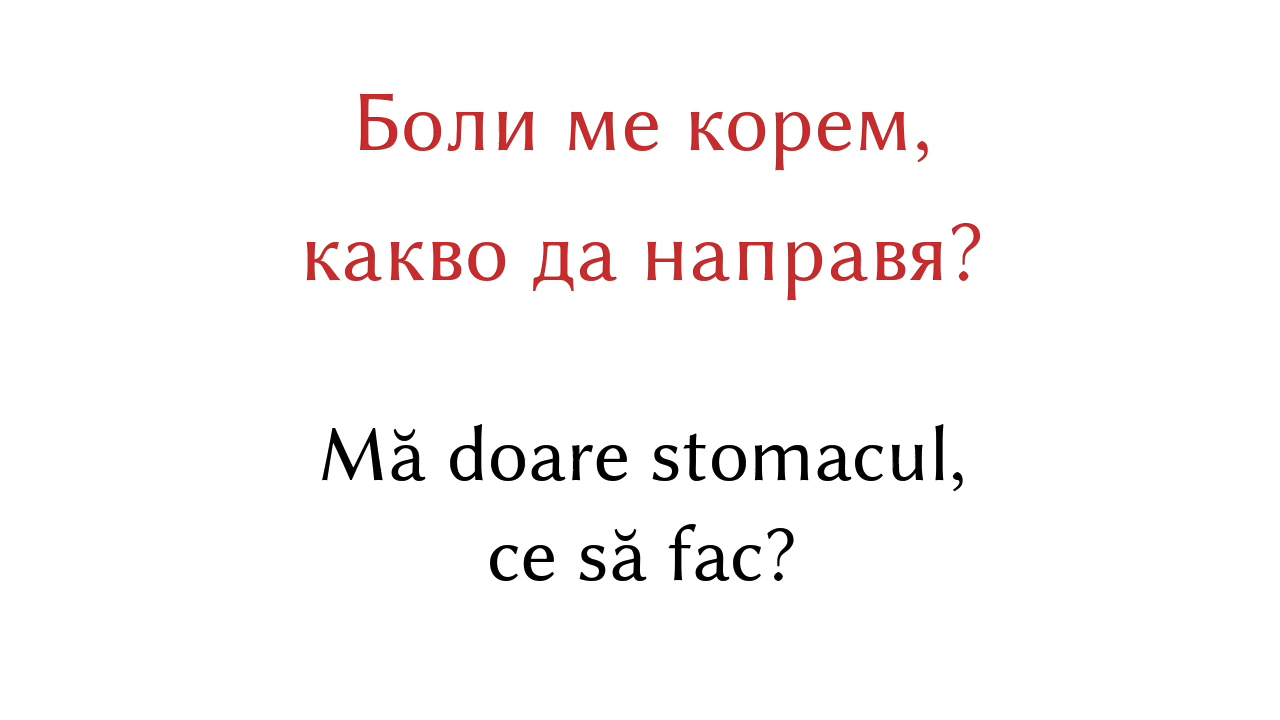 Боли ме корем,
какво да направя?
Mă doare stomacul,
ce să fac?